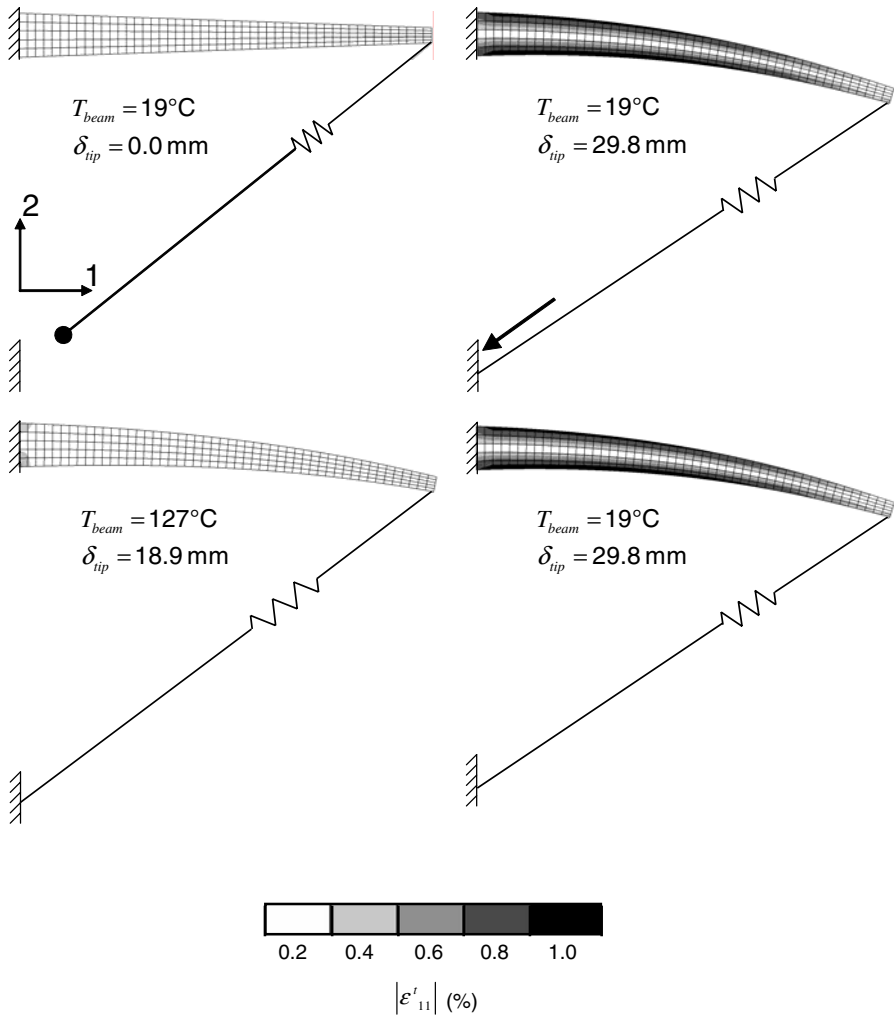 T_beam = 19°C
δ_tip = 0.0 mm
T_beam = 19°C
δ_tip = 29.8 mm
2
1
T_beam = 127°C
δ_tip = 18.9 mm
T_beam = 19°C
δ_tip = 29.8 mm
0.2 0.4 0.6 0.8 1.0
|ε^t_11| (%)